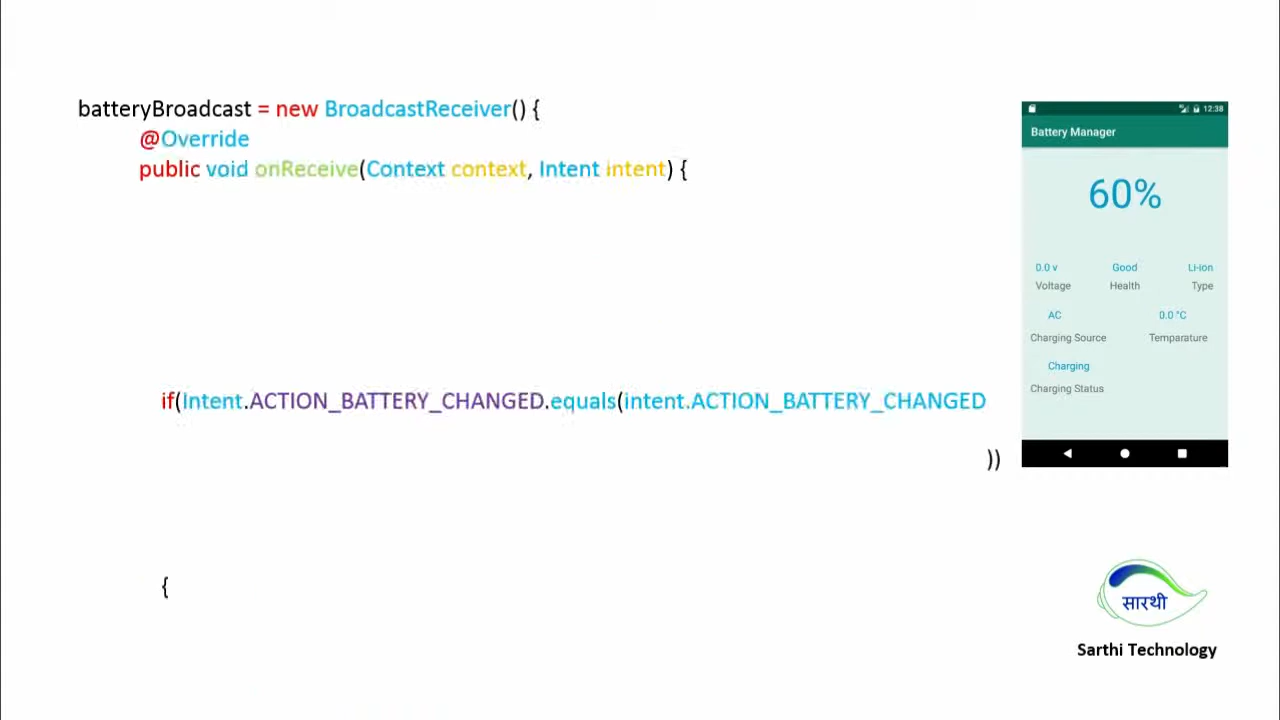 batteryBroadcast = new BroadcastReceiver() {
@Override
public void onReceive(Context context, Intent intent) {
if(Intent.ACTION_BATTERY_CHANGED.equals(intent.ACTION_BATTERY_CHANGED
))
{
12:38
Battery Manager
60%
0.0 v Good Li-ion
Voltage Health Type
AC 0.0 °C
Charging Source Temparature
Charging
Charging Status
सारथी
Sarthi Technology